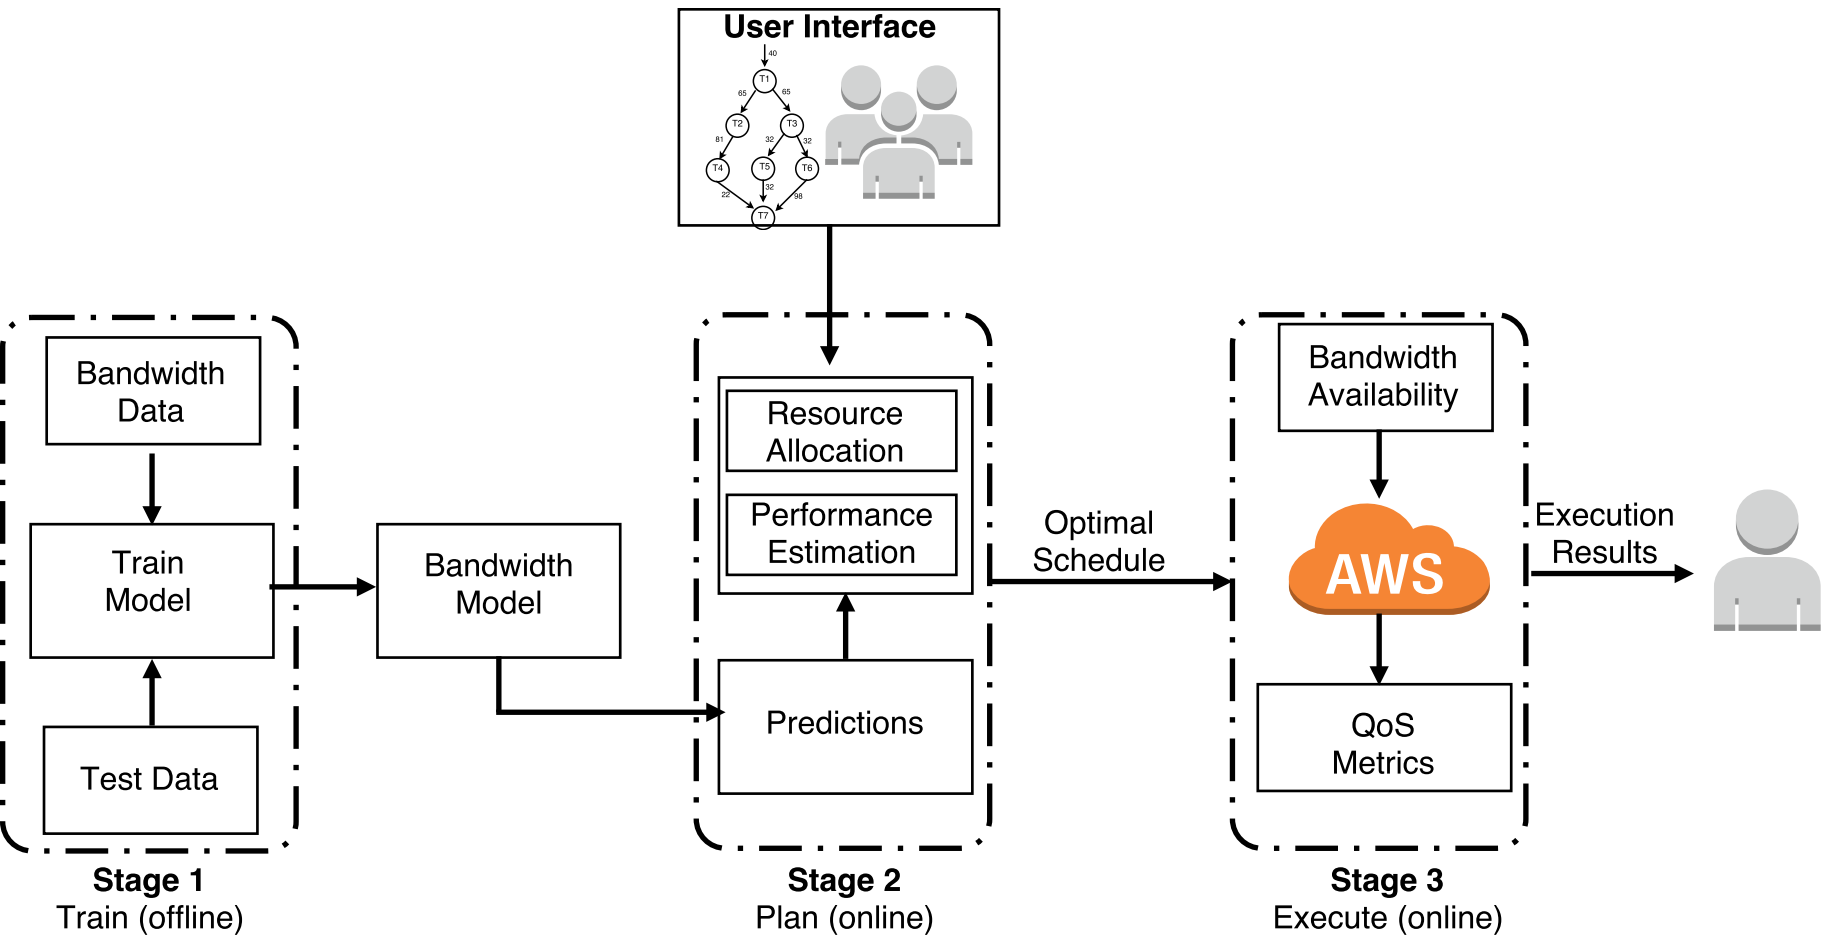 User Interface
40
T1
65
65
T2
T3
81
32
32
T4
T5
T6
22
32
98
T7
Bandwidth
Data
Train
Model
Test Data
Stage 1
Train (offline)
Bandwidth
Model
Resource
Allocation
Performance
Estimation
Predictions
Stage 2
Plan (online)
Optimal
Schedule
Bandwidth
Availability
AWS
QoS
Metrics
Stage 3
Execute (online)
Execution
Results